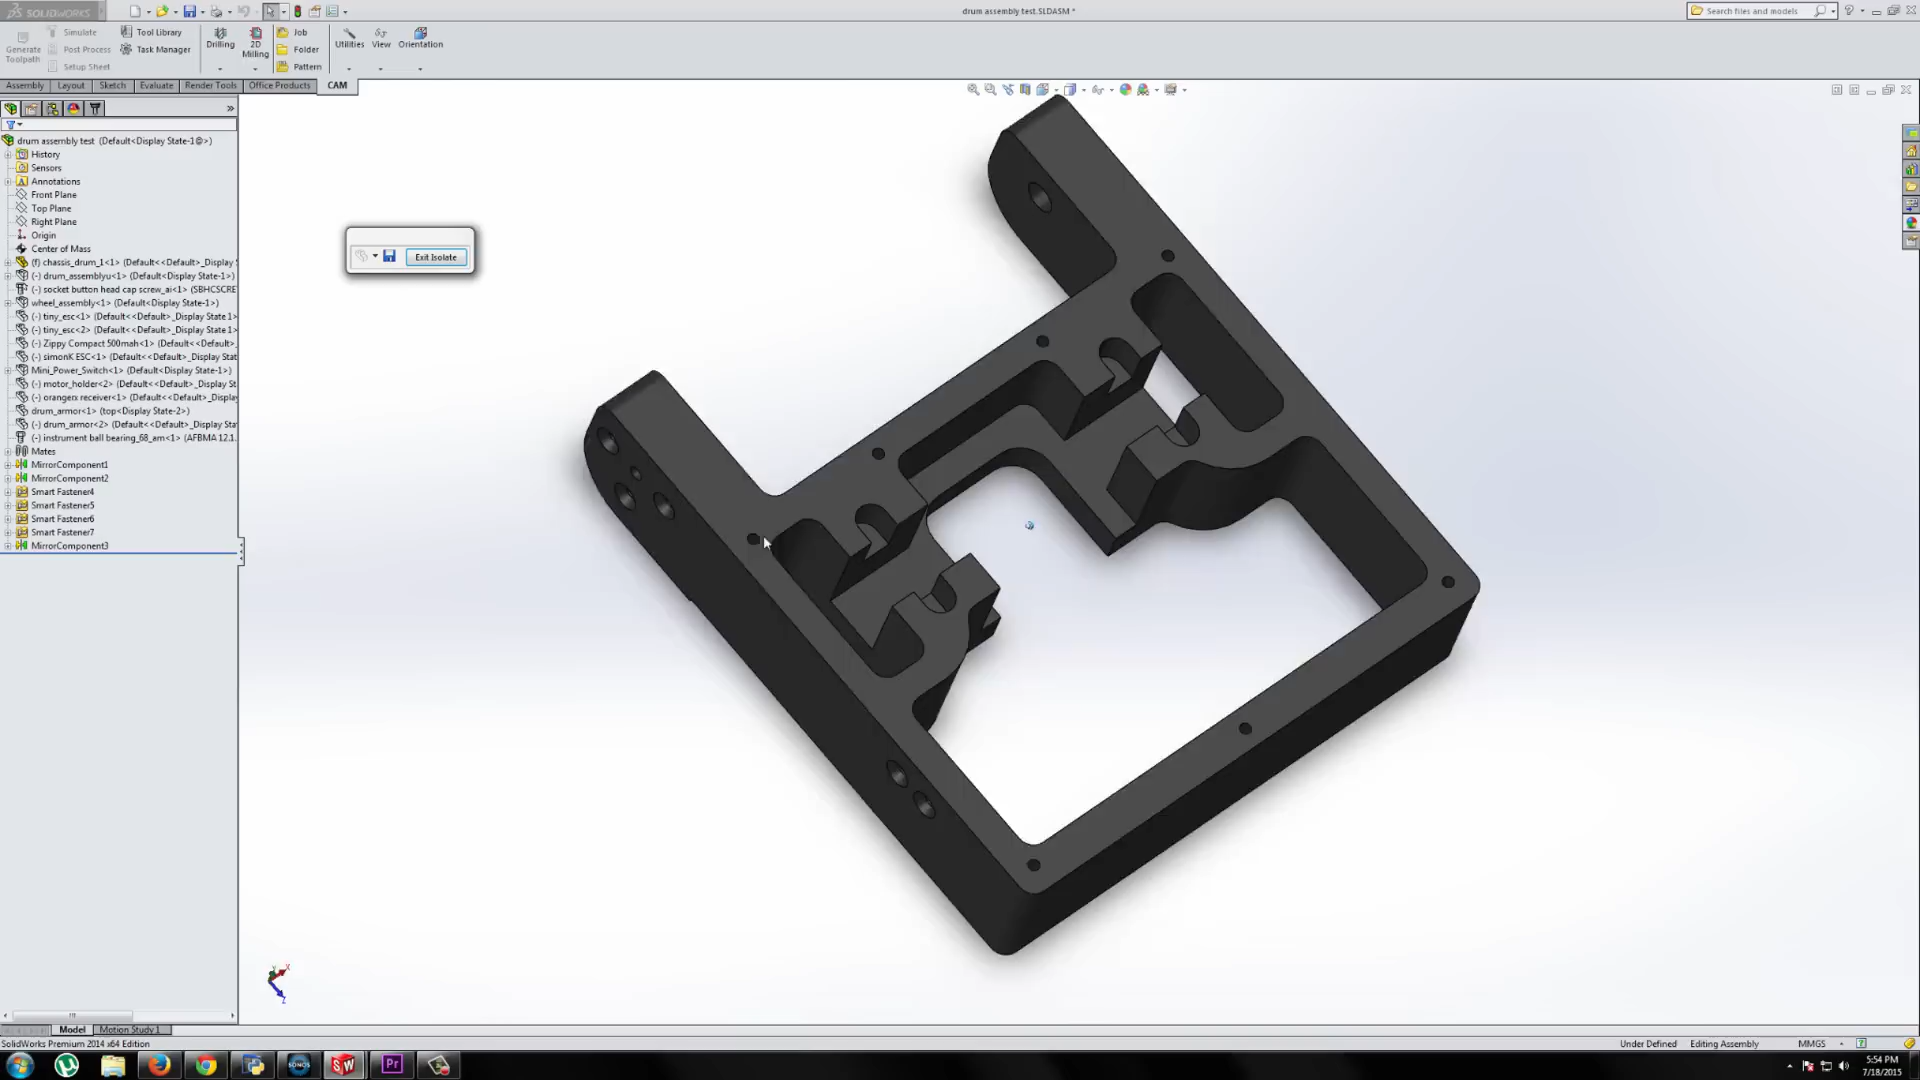 SOLIDWORKS
drum assembly test.SLDASM *
Search files and models
Generate Toolpath
Simulate
Post Process
Setup Sheet
Tool Library
Task Manager
Drilling
2D Milling
Job
Folder
Pattern
Utilities
View
Orientation
Assembly
Layout
Sketch
Evaluate
Render Tools
Office Products
CAM
drum assembly test (Default<Display State-1@>)
History
Sensors
Annotations
Front Plane
Top Plane
Right Plane
Origin
Center of Mass
(f) chassis_drum_1<1> (Default<<Default>_Display S
(-) drum_assemblyu<1> (Default<Display State-1>)
(-) socket button head cap screw_ai<1> (SBHCSCRE
wheel_assembly<1> (Default<Display State-1>)
(-) tiny_esc<1> (Default<<Default>_Display State 1>
(-) tiny_esc<2> (Default<<Default>_Display State 1>
(-) Zippy Compact 500mah<1> (Default<<Default>_
(-) simonK ESC<1> (Default<<Default>_Display Stat
Mini_Power_Switch<1> (Default<Display State-1>)
(-) motor_holder<2> (Default<<Default>_Display St
(-) orangerx receiver<1> (Default<<Default>_Display
drum_armor<1> (top<Display State-2>)
(-) drum_armor<2> (Default<<Default>_Display Stat
(-) instrument ball bearing_68_am<1> (AFBMA 12.1.
Mates
MirrorComponent1
MirrorComponent2
Smart Fastener4
Smart Fastener5
Smart Fastener6
Smart Fastener7
MirrorComponent3
Exit Isolate
Model
Motion Study 1
SolidWorks Premium 2014 x64 Edition
Under Defined
Editing Assembly
MMGS
SONOS
SW
Pr
5:54 PM
7/18/2015